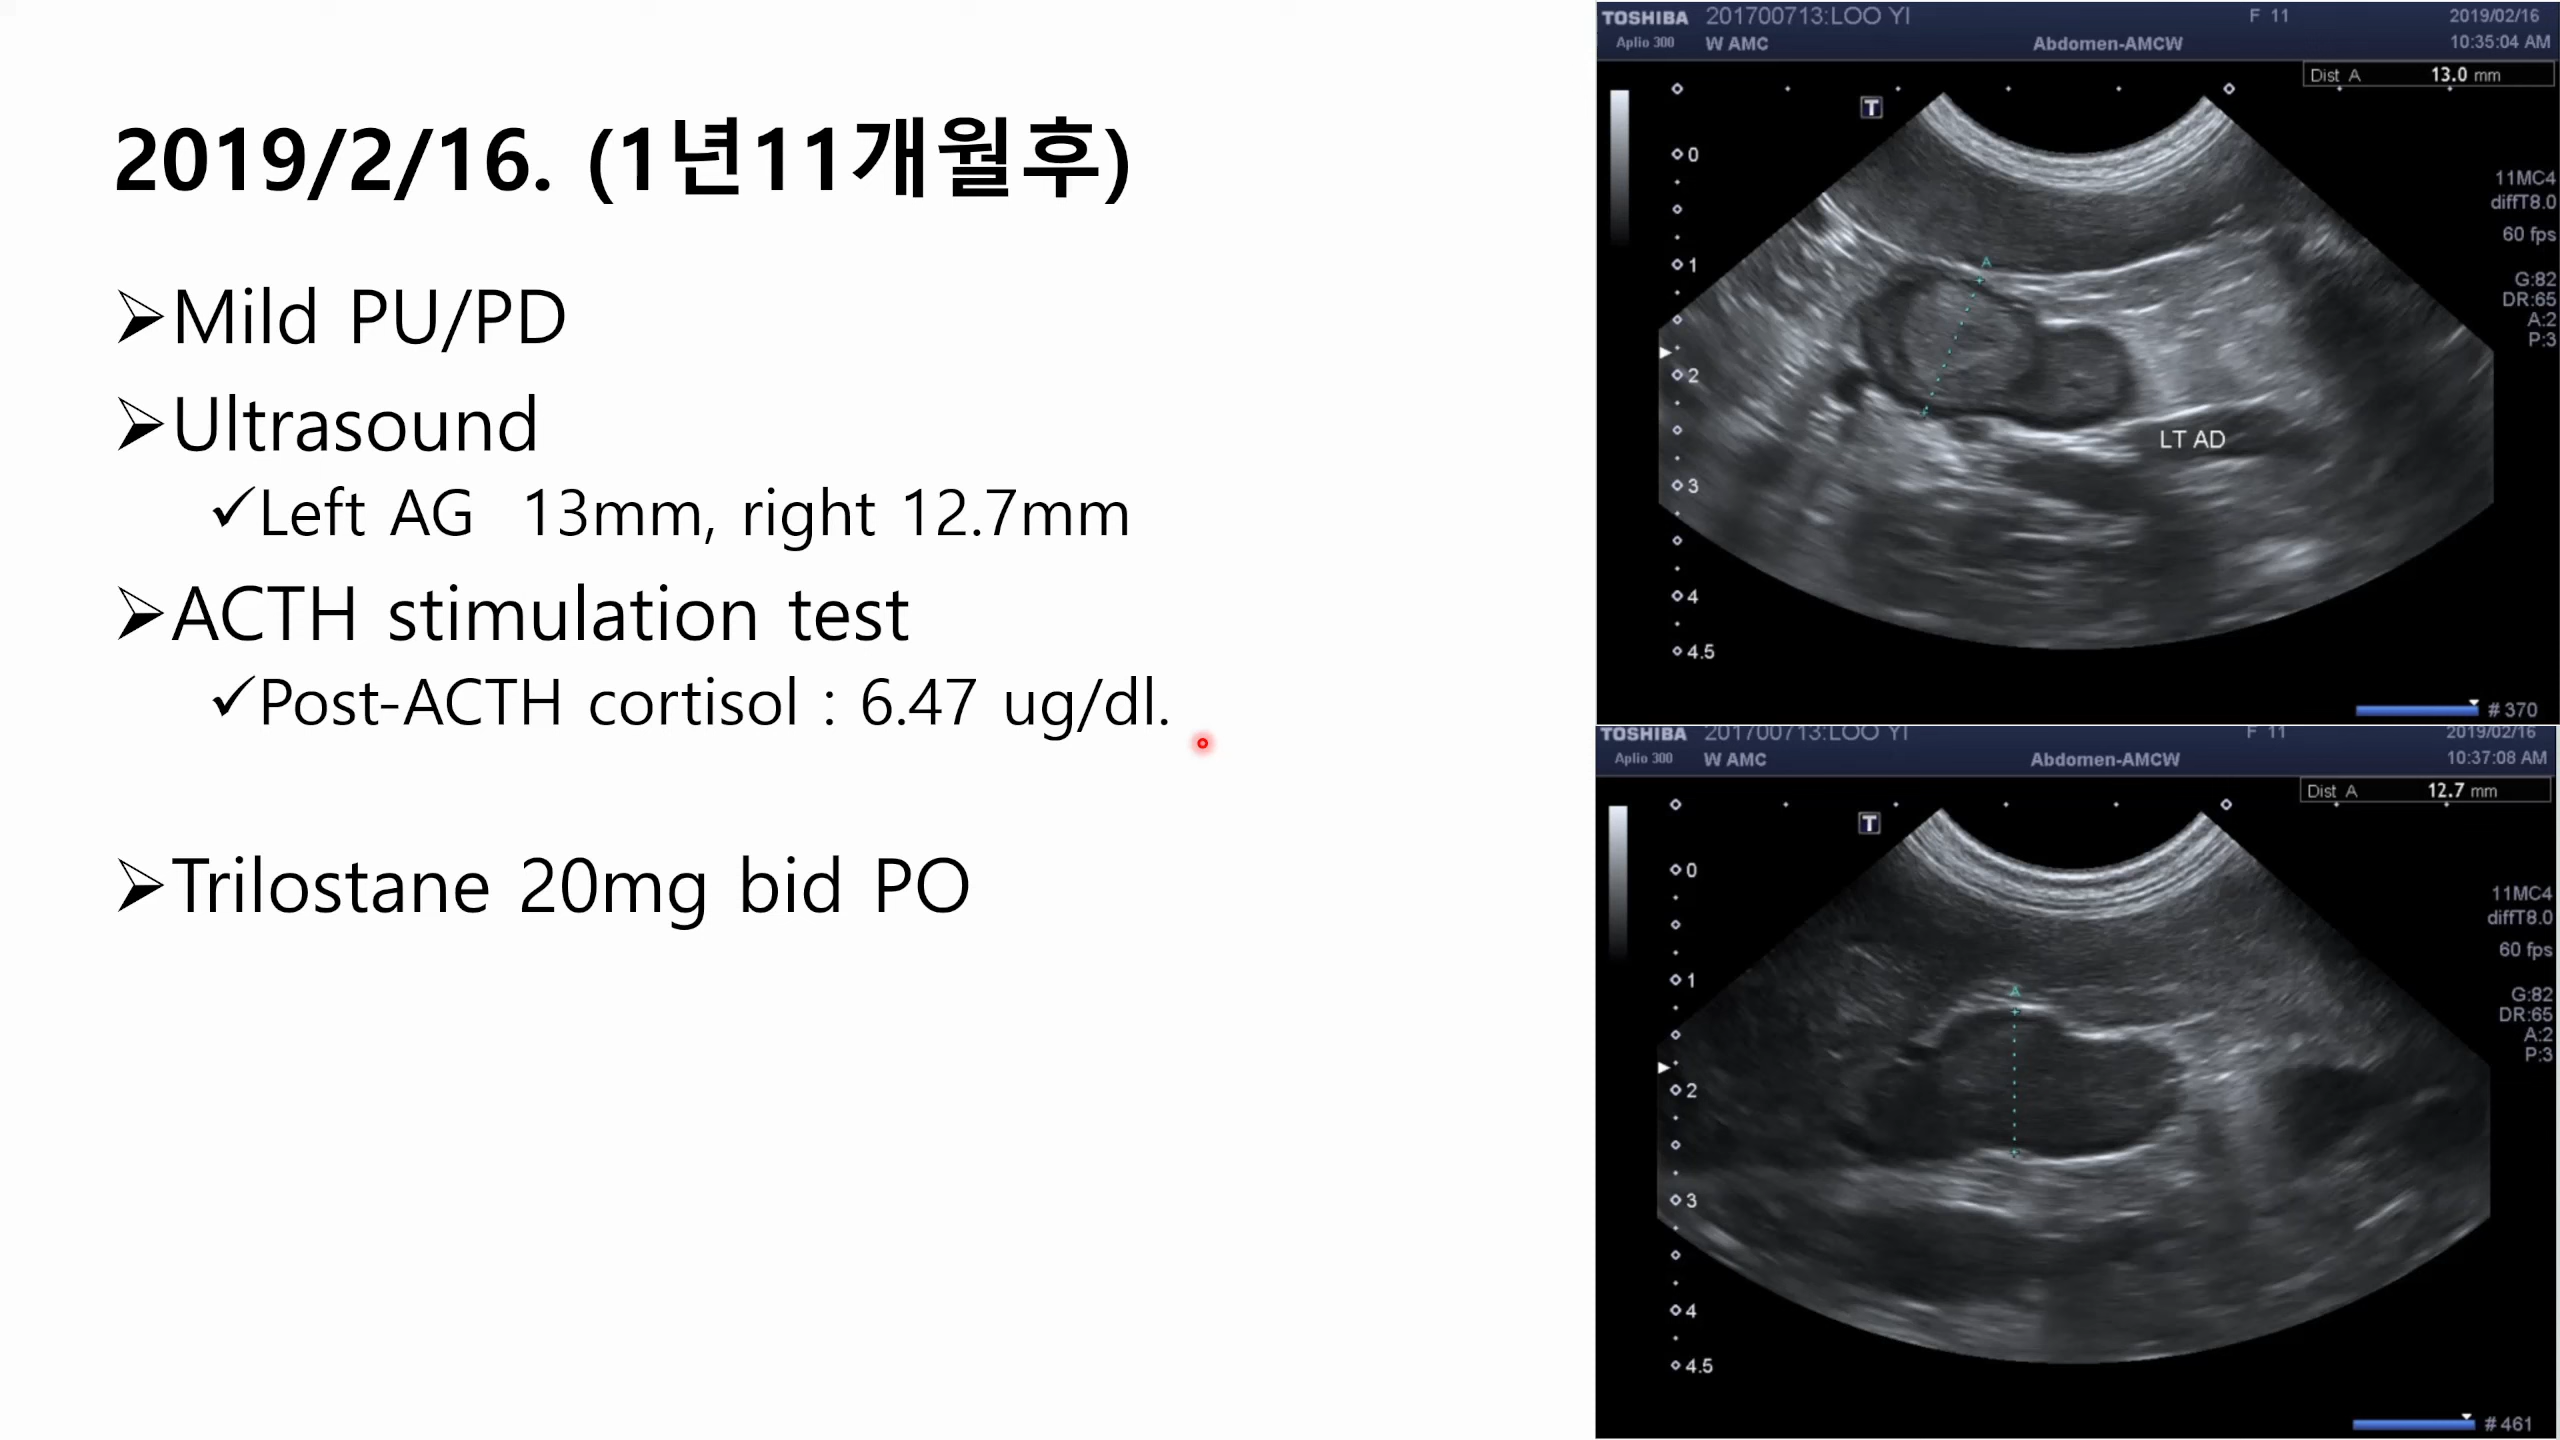 2019/2/16. (1년11개월후)
➢Mild PU/PD
➢Ultrasound
✓Left AG 13mm, right 12.7mm
➢ACTH stimulation test
✓Post-ACTH cortisol : 6.47 ug/dl.
➢Trilostane 20mg bid PO
TOSHIBA 201700713:LOO YI F 11 2019/02/16
Aplio 300 W AMC Abdomen-AMCW 10:35:04 AM
Dist A 13.0 mm
T
0
11MC4
diffT8.0
60 fps
A
1
G:82
DR:65
A:2
P:3
2
LT AD
3
4
4.5
#370
TOSHIBA 201700713:LOO YI F 11 2019/02/16
Aplio 300 W AMC Abdomen-AMCW 10:37:08 AM
Dist A 12.7 mm
T
0
11MC4
diffT8.0
60 fps
1
A
G:82
DR:65
A:2
P:3
2
3
4
4.5
#461